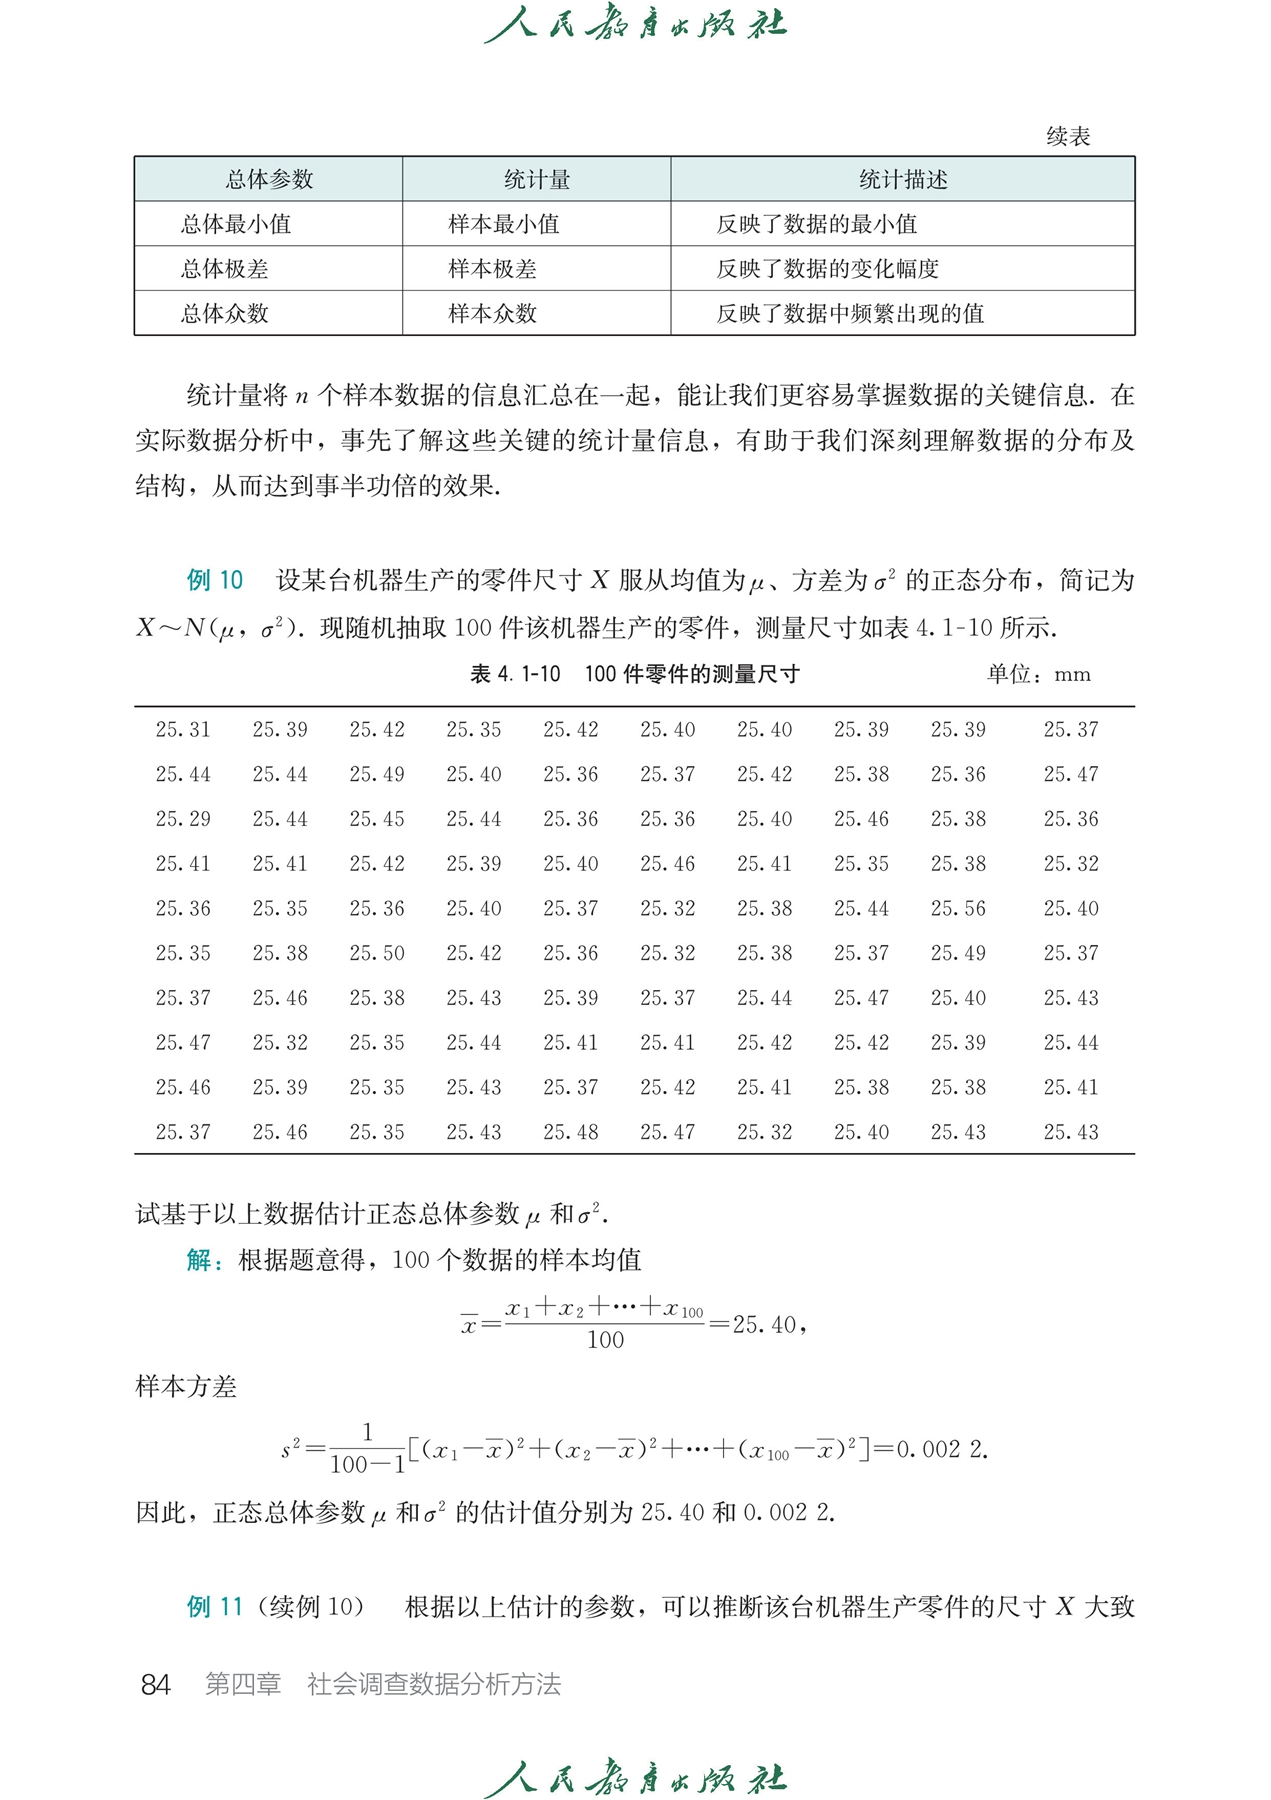 人民教育出版社
续表
总体参数 统计量 统计描述
总体最小值 样本最小值 反映了数据的最小值
总体极差 样本极差 反映了数据的变化幅度
总体众数 样本众数 反映了数据中频繁出现的值
统计量将 n 个样本数据的信息汇总在一起，能让我们更容易掌握数据的关键信息. 在
实际数据分析中，事先了解这些关键的统计量信息，有助于我们深刻理解数据的分布及
结构，从而达到事半功倍的效果.
例 10 设某台机器生产的零件尺寸 X 服从均值为μ、方差为σ² 的正态分布，简记为
X～N(μ，σ²). 现随机抽取 100 件该机器生产的零件，测量尺寸如表 4.1-10 所示.
表 4.1-10 100 件零件的测量尺寸 单位：mm
25.31 25.39 25.42 25.35 25.42 25.40 25.40 25.39 25.39 25.37
25.44 25.44 25.49 25.40 25.36 25.37 25.42 25.38 25.36 25.47
25.29 25.44 25.45 25.44 25.36 25.36 25.40 25.46 25.38 25.36
25.41 25.41 25.42 25.39 25.40 25.46 25.41 25.35 25.38 25.32
25.36 25.35 25.36 25.40 25.37 25.32 25.38 25.44 25.56 25.40
25.35 25.38 25.50 25.42 25.36 25.32 25.38 25.37 25.49 25.37
25.37 25.46 25.38 25.43 25.39 25.37 25.44 25.47 25.40 25.43
25.47 25.32 25.35 25.44 25.41 25.41 25.42 25.42 25.39 25.44
25.46 25.39 25.35 25.43 25.37 25.42 25.41 25.38 25.38 25.41
25.37 25.46 25.35 25.43 25.48 25.47 25.32 25.40 25.43 25.43
试基于以上数据估计正态总体参数 μ 和σ².
解：根据题意得，100 个数据的样本均值
x̄=(x₁+x₂+…+x₁₀₀)/100=25.40，
样本方差
s²=1/(100−1)[(x₁−x̄)²+(x₂−x̄)²+…+(x₁₀₀−x̄)²]=0.002 2.
因此，正态总体参数 μ 和σ² 的估计值分别为 25.40 和 0.002 2.
例 11（续例 10） 根据以上估计的参数，可以推断该台机器生产零件的尺寸 X 大致
84 第四章 社会调查数据分析方法
人民教育出版社